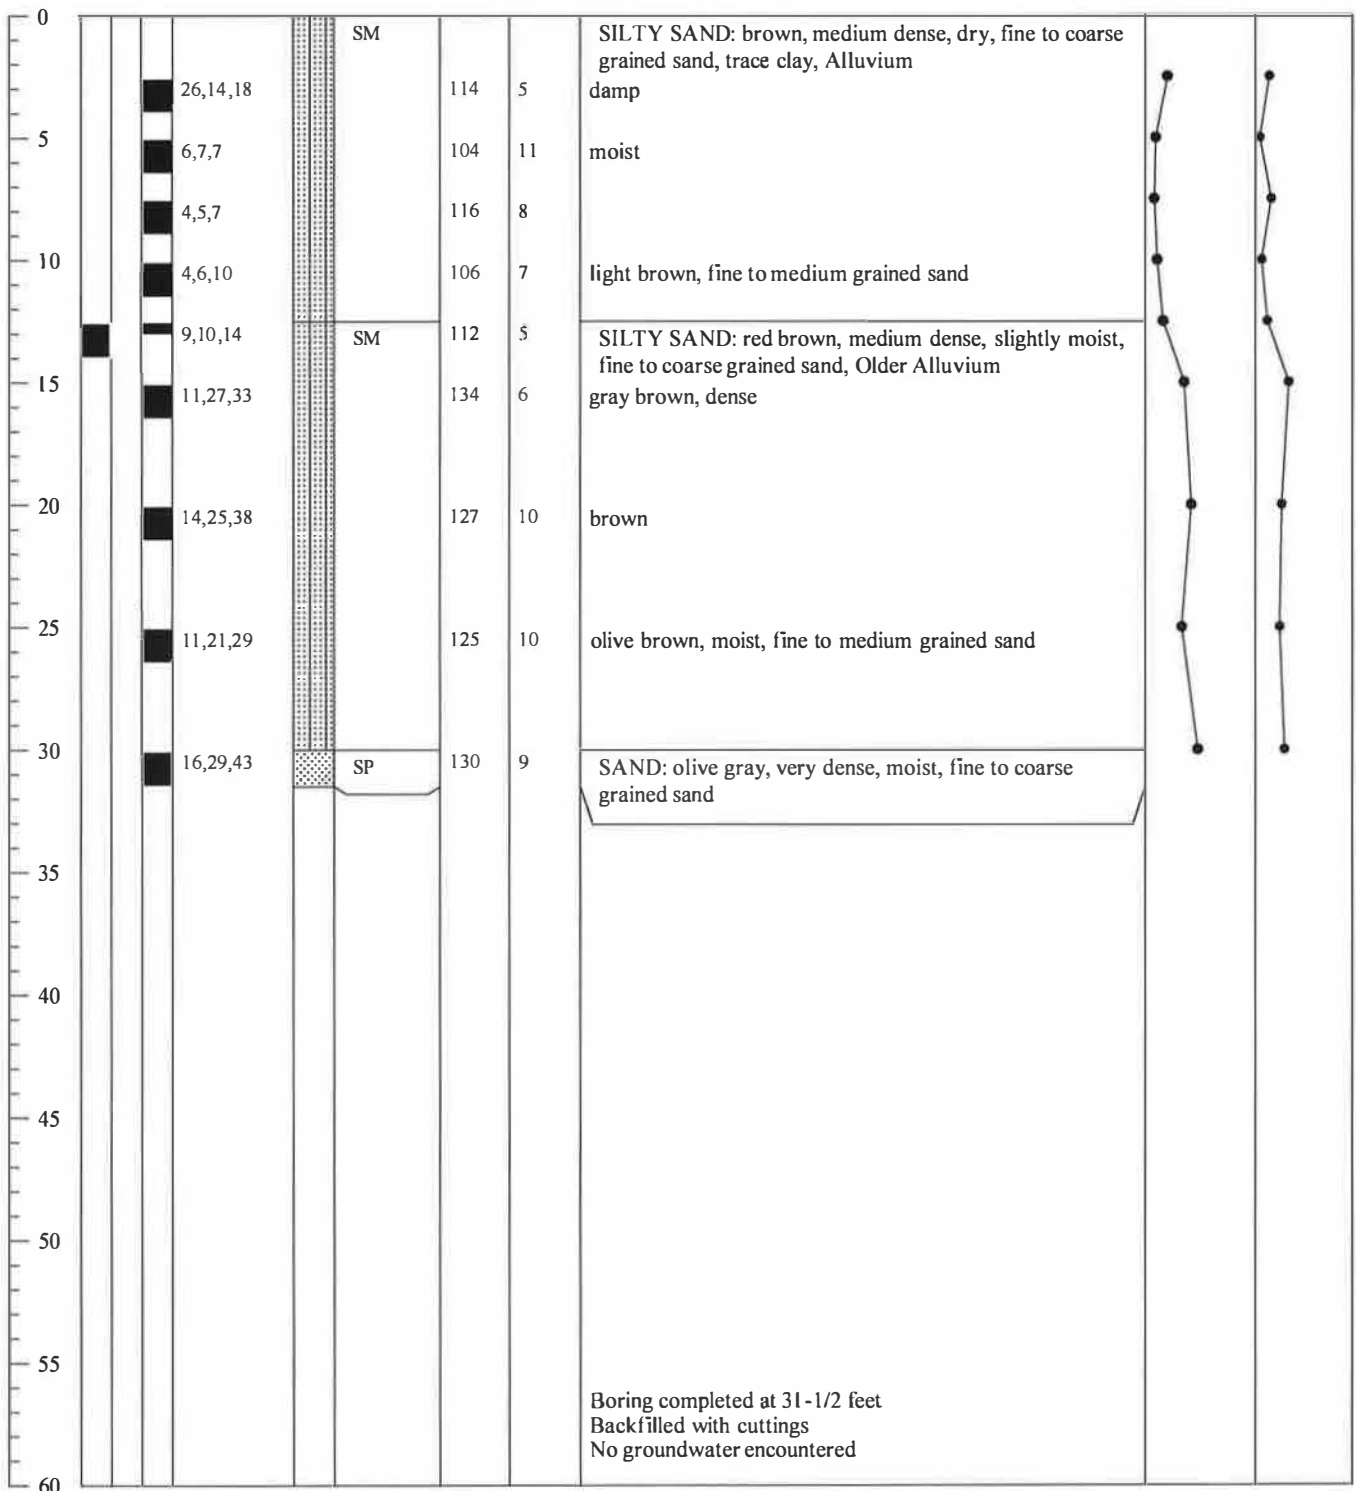 0
SM
SILTY SAND: brown, medium dense, dry, fine to coarse
grained sand, trace clay, Alluvium
26,14,18 114 5 damp
5
6,7,7 104 11 moist
4,5,7 116 8
10
4,6,10 106 7 light brown, fine to medium grained sand
9,10,14 SM 112 5 SILTY SAND: red brown, medium dense, slightly moist,
fine to coarse grained sand, Older Alluvium
15
11,27,33 134 6 gray brown, dense
20
14,25,38 127 10 brown
25
11,21,29 125 10 olive brown, moist, fine to medium grained sand
30
16,29,43 SP 130 9 SAND: olive gray, very dense, moist, fine to coarse
grained sand
35
40
45
50
55
Boring completed at 31-1/2 feet
Backfilled with cuttings
No groundwater encountered
60